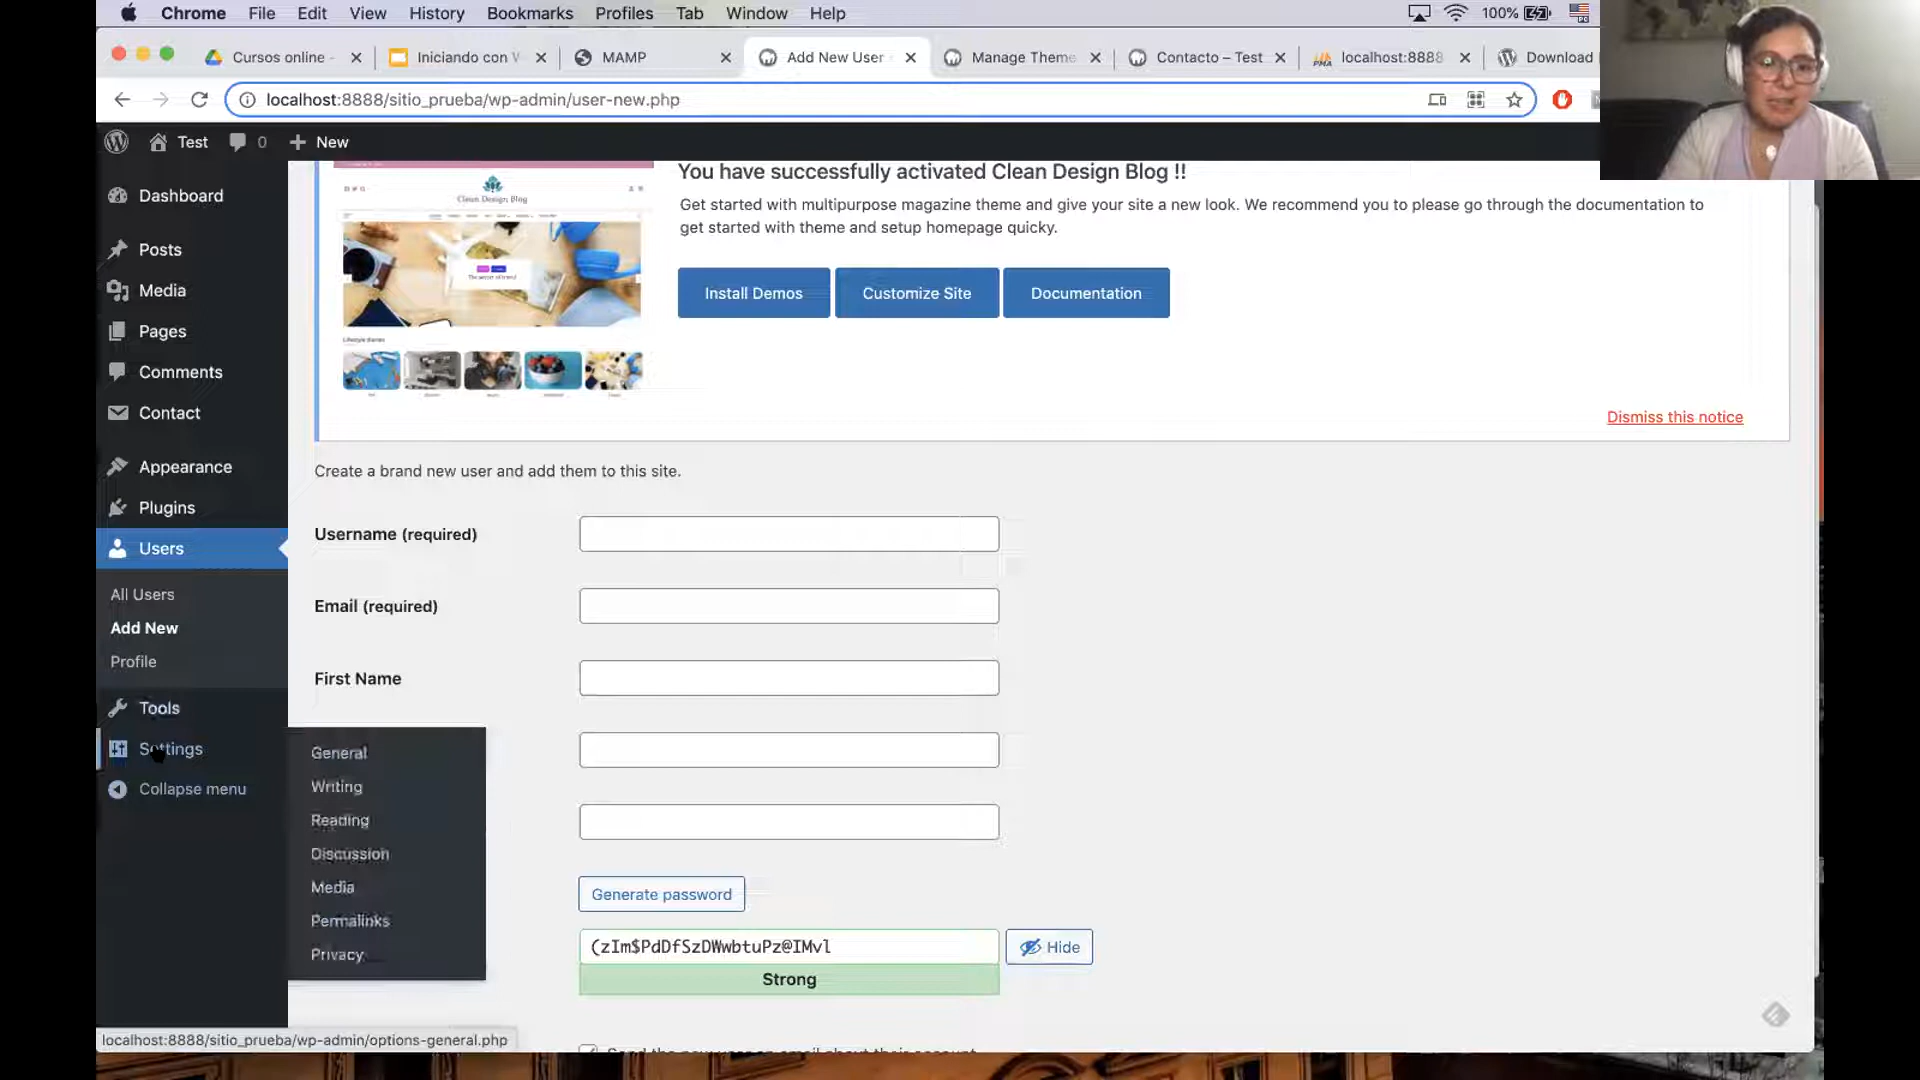 Chrome File Edit View History Bookmarks Profiles Tab Window Help 100%
Cursos online - Iniciando con MAMP Add New User Manage Theme Contacto – Test localhost:8888 Download
localhost:8888/sitio_prueba/wp-admin/user-new.php
Test 0 + New
Dashboard
Posts
Media
Pages
Comments
Contact
Appearance
Plugins
Users
All Users
Add New
Profile
Tools
Settings
Collapse menu
General
Writing
Reading
Discussion
Media
Permalinks
Privacy
Clean Design Blog
You have successfully activated Clean Design Blog !!
Get started with multipurpose magazine theme and give your site a new look. We recommend you to please go through the documentation to
get started with theme and setup homepage quicky.
Install Demos Customize Site Documentation
Dismiss this notice
Create a brand new user and add them to this site.
Username (required)
Email (required)
First Name
Generate password
(zIm$PdDfSzDWwbtuPz@IMvl
Hide
Strong
localhost:8888/sitio_prueba/wp-admin/options-general.php